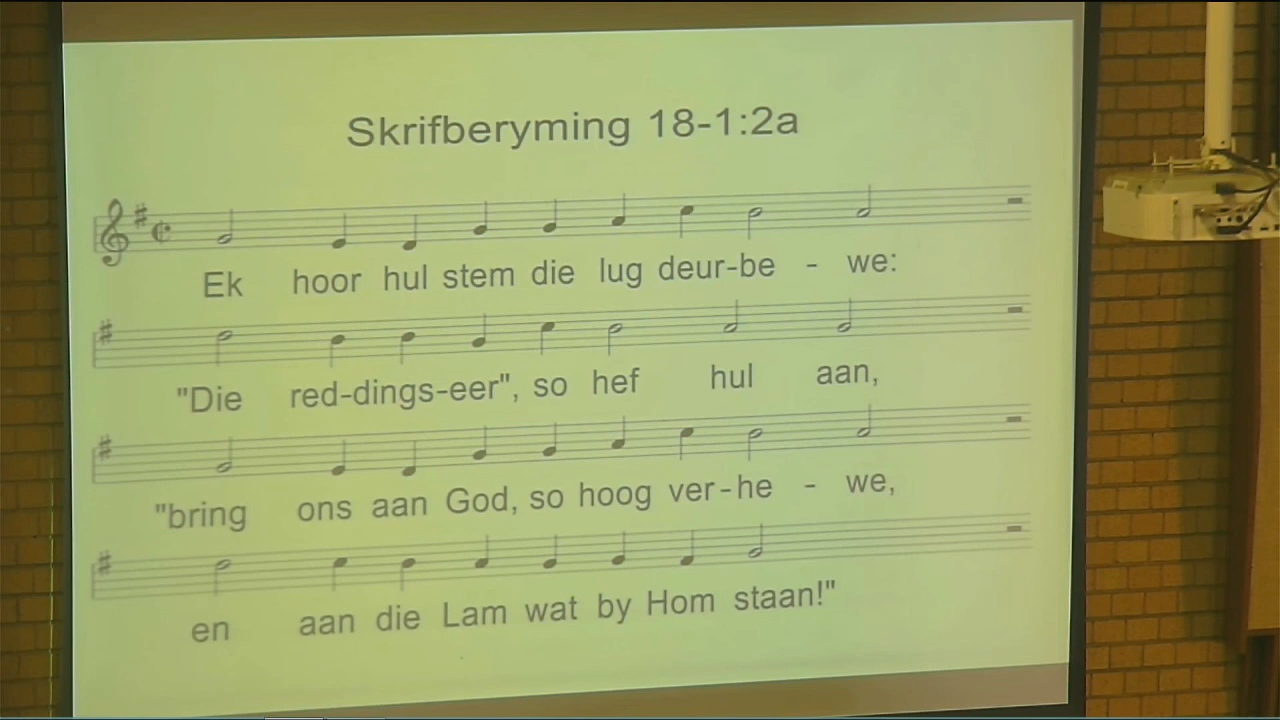 Skrifberyming 18-1:2a
Ek hoor hul stem die lug deur-be - we:
"Die red-dings-eer", so hef hul aan,
"bring ons aan God, so hoog ver-he - we,
en aan die Lam wat by Hom staan!"